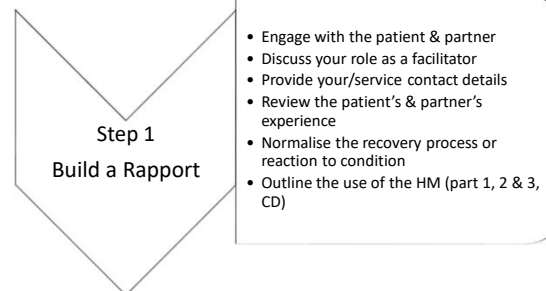 Step 1
Build a Rapport
• Engage with the patient & partner
• Discuss your role as a facilitator
• Provide your/service contact details
• Review the patient's & partner's
experience
• Normalise the recovery process or
reaction to condition
• Outline the use of the HM (part 1, 2 & 3,
CD)